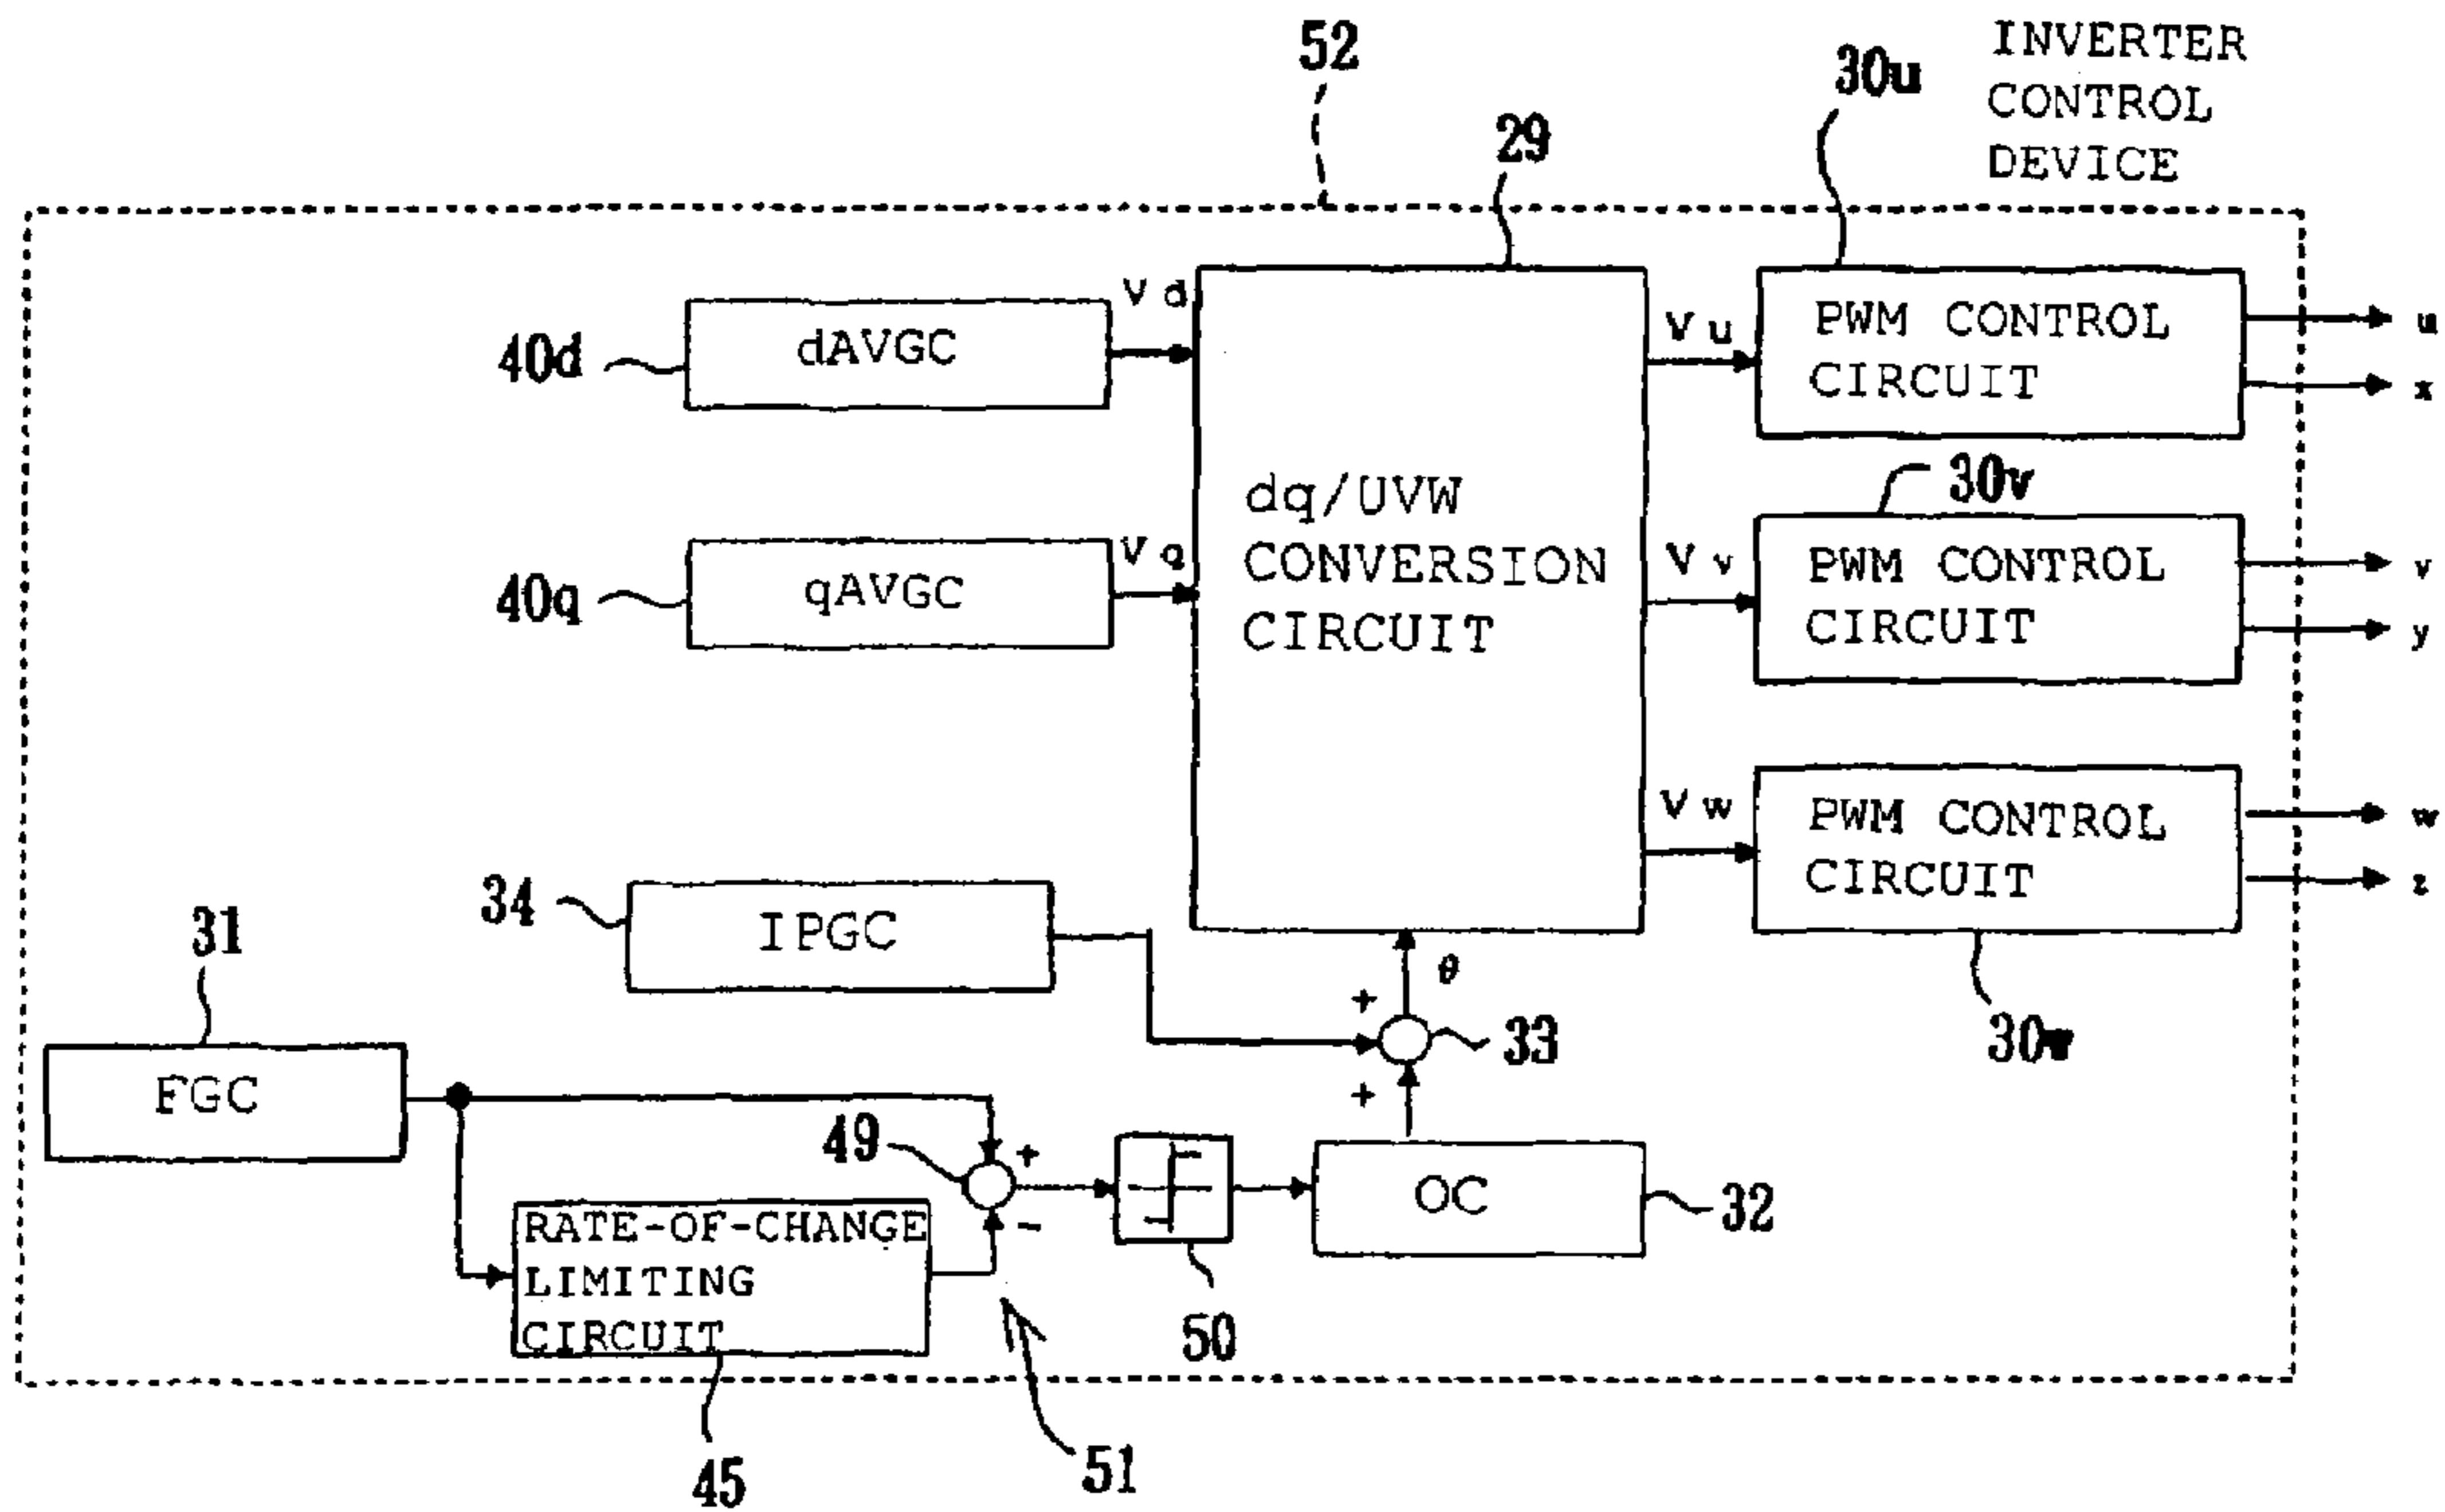 52
30u
INVERTER
CONTROL
DEVICE
29
Vd
dAVGC
40d
Vu
PWM CONTROL
CIRCUIT
u
x
dq/UVW
CONVERSION
CIRCUIT
30v
Vq
qAVGC
40q
Vv
PWM CONTROL
CIRCUIT
v
y
Vw
PWM CONTROL
CIRCUIT
w
z
34
IPGC
31
θ
+
33
30w
FGC
+
49
+
-
OC
32
RATE-OF-CHANGE
LIMITING
CIRCUIT
50
45
51